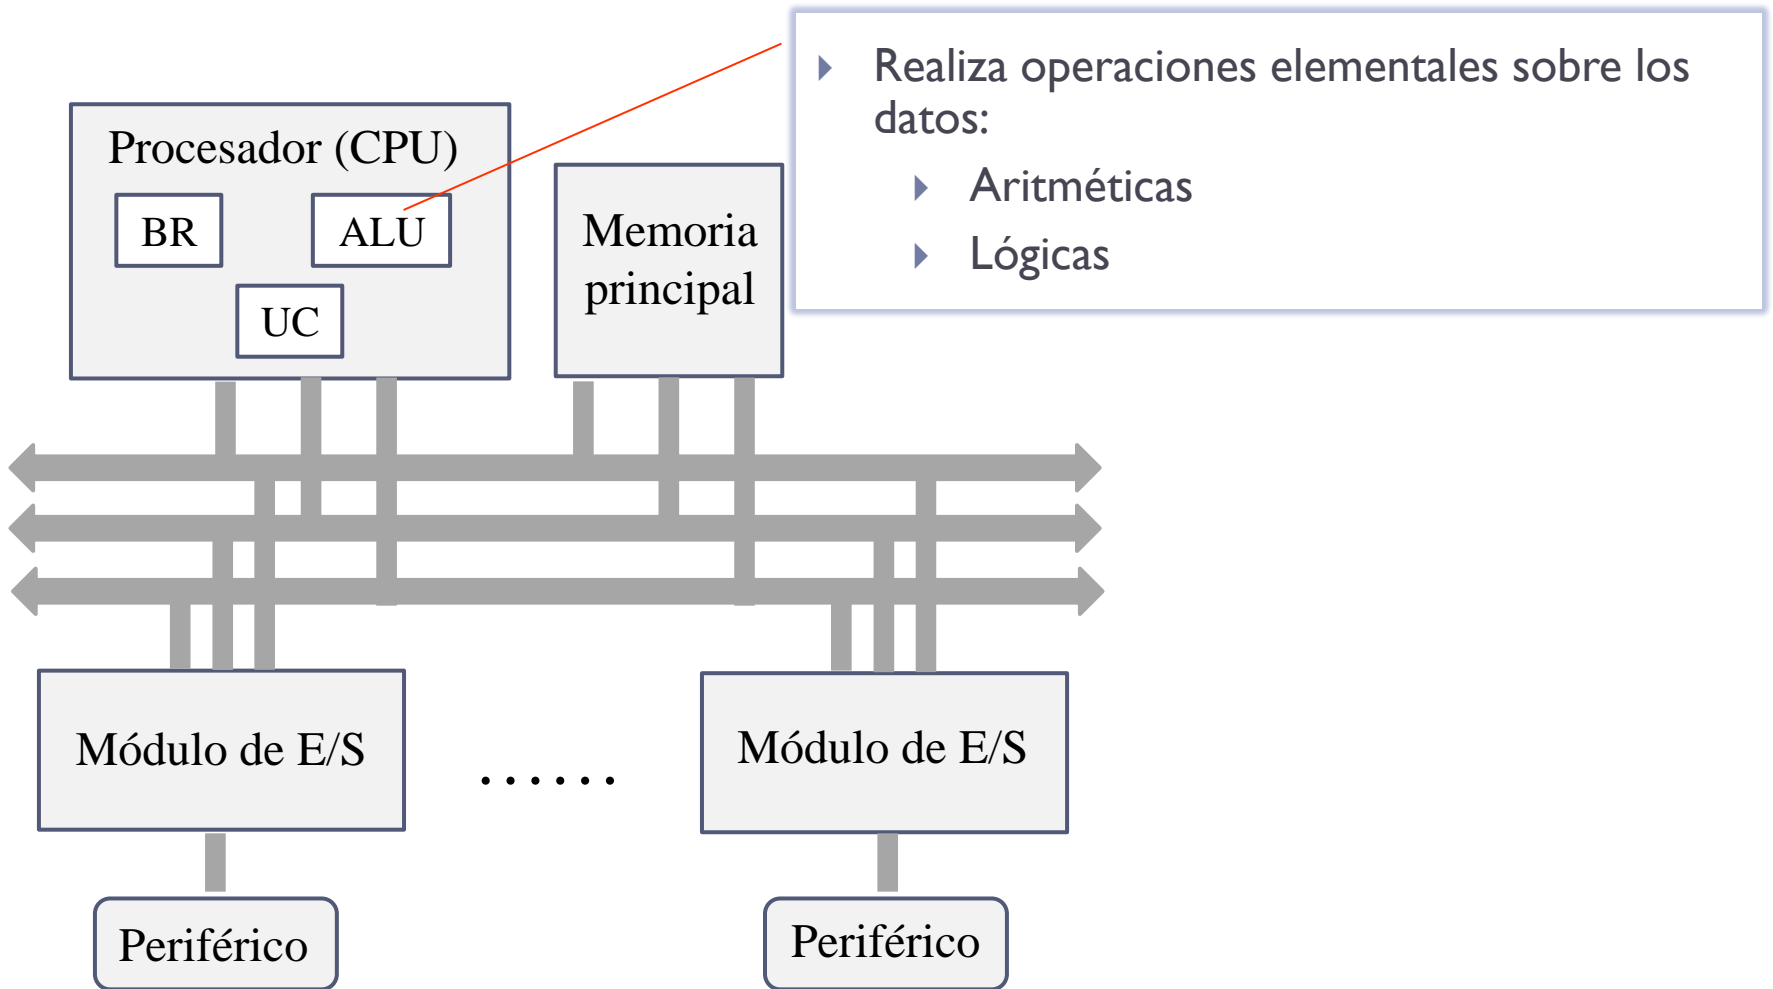 Realiza operaciones elementales sobre los
datos:
Aritméticas
Lógicas
Procesador (CPU)
BR
ALU
UC
Memoria
principal
Módulo de E/S
......
Módulo de E/S
Periférico
Periférico